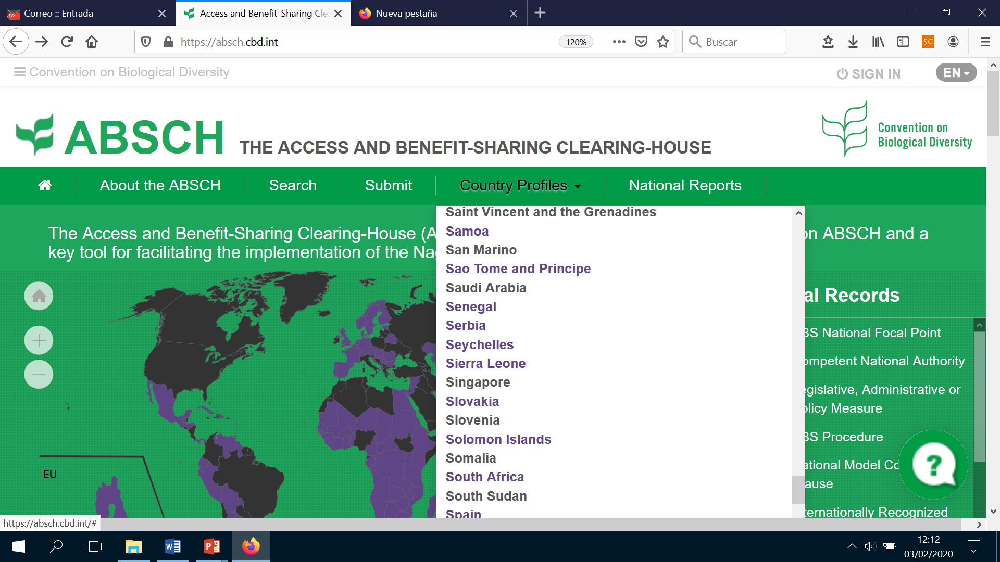 125
Correo :: Entrada
Access and Benefit-Sharing Cle
Nueva pestaña
https://absch.cbd.int
120%
Buscar
SC
Convention on Biological Diversity
SIGN IN
EN
ABSCH
THE ACCESS AND BENEFIT-SHARING CLEARING-HOUSE
Convention on
Biological Diversity
About the ABSCH
Search
Submit
Country Profiles
National Reports
The Access and Benefit-Sharing Clearing-House (A
on ABSCH and a
key tool for facilitating the implementation of the Na
Saint Vincent and the Grenadines
Samoa
San Marino
Sao Tome and Principe
Saudi Arabia
Senegal
Serbia
Seychelles
Sierra Leone
Singapore
Slovakia
Slovenia
Solomon Islands
Somalia
South Africa
South Sudan
Spain
al Records
BS National Focal Point
ompetent National Authority
egislative, Administrative or
olicy Measure
BS Procedure
ational Model Co
ause
ternationally Recognized
?
EU
https://absch.cbd.int/#
W
P
12:12
03/02/2020